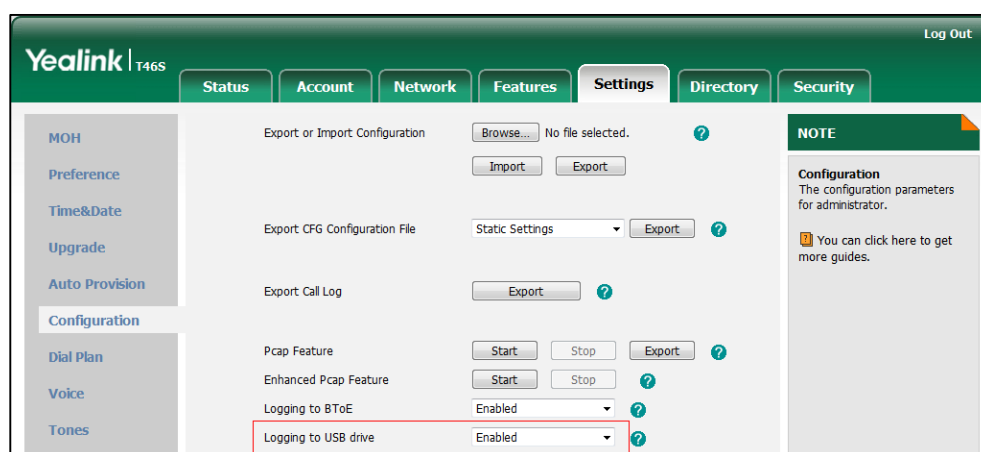 Log Out
Yealink T46S
Status Account Network Features Settings Directory Security
MOH
Preference
Time&Date
Upgrade
Auto Provision
Configuration
Dial Plan
Voice
Tones
Export or Import Configuration Browse... No file selected. ?
Import Export
Export CFG Configuration File Static Settings Export ?
Export Call Log Export ?
Pcap Feature Start Stop Export ?
Enhanced Pcap Feature Start Stop ?
Logging to BToE Enabled ?
Logging to USB drive Enabled ?
NOTE
Configuration
The configuration parameters
for administrator.
You can click here to get
more guides.